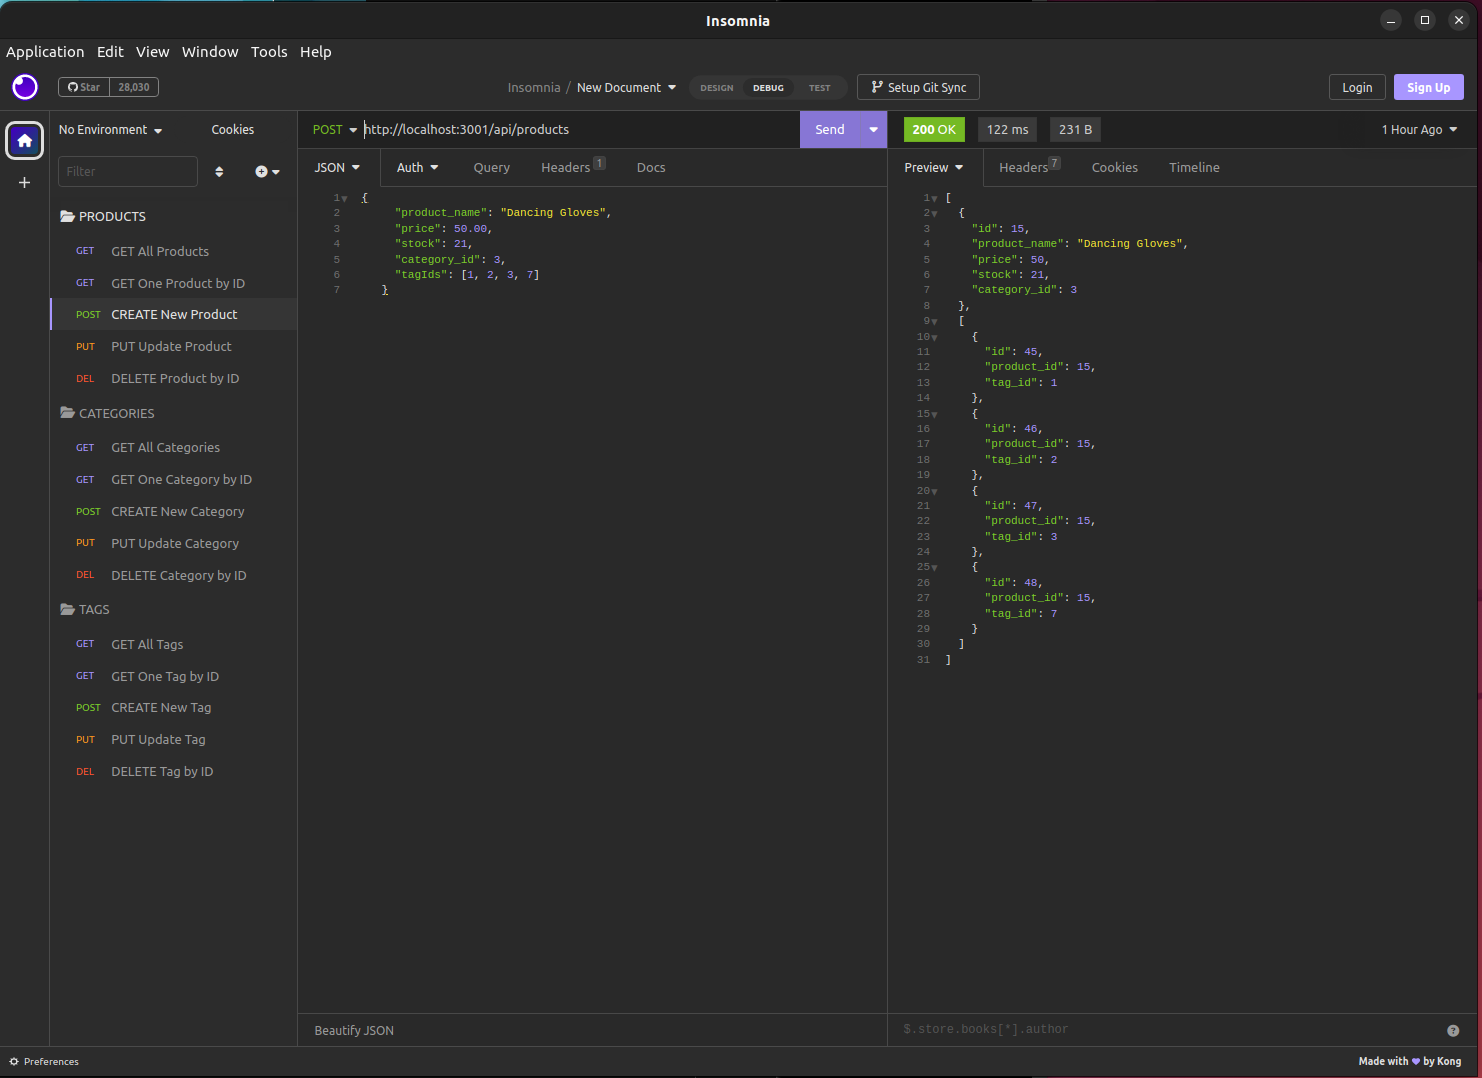 Insomnia
Application Edit View Window Tools Help
Star 28,030
Insomnia / New Document
DESIGN DEBUG TEST
Setup Git Sync
Login
Sign Up
No Environment
Cookies
Filter
PRODUCTS
GET GET All Products
GET GET One Product by ID
POST CREATE New Product
PUT PUT Update Product
DEL DELETE Product by ID
CATEGORIES
GET GET All Categories
GET GET One Category by ID
POST CREATE New Category
PUT PUT Update Category
DEL DELETE Category by ID
TAGS
GET GET All Tags
GET GET One Tag by ID
POST CREATE New Tag
PUT PUT Update Tag
DEL DELETE Tag by ID
POST http://localhost:3001/api/products
Send
JSON Auth Query Headers 1 Docs
1 {
2 "product_name": "Dancing Gloves",
3 "price": 50.00,
4 "stock": 21,
5 "category_id": 3,
6 "tagIds": [1, 2, 3, 7]
7 }
Beautify JSON
200 OK 122 ms 231 B
1 Hour Ago
Preview Headers 7 Cookies Timeline
1 [
2 {
3 "id": 15,
4 "product_name": "Dancing Gloves",
5 "price": 50,
6 "stock": 21,
7 "category_id": 3
8 },
9 [
10 {
11 "id": 45,
12 "product_id": 15,
13 "tag_id": 1
14 },
15 {
16 "id": 46,
17 "product_id": 15,
18 "tag_id": 2
19 },
20 {
21 "id": 47,
22 "product_id": 15,
23 "tag_id": 3
24 },
25 {
26 "id": 48,
27 "product_id": 15,
28 "tag_id": 7
29 }
30 ]
31 ]
$.store.books[*].author
?
Preferences
Made with ♥ by Kong